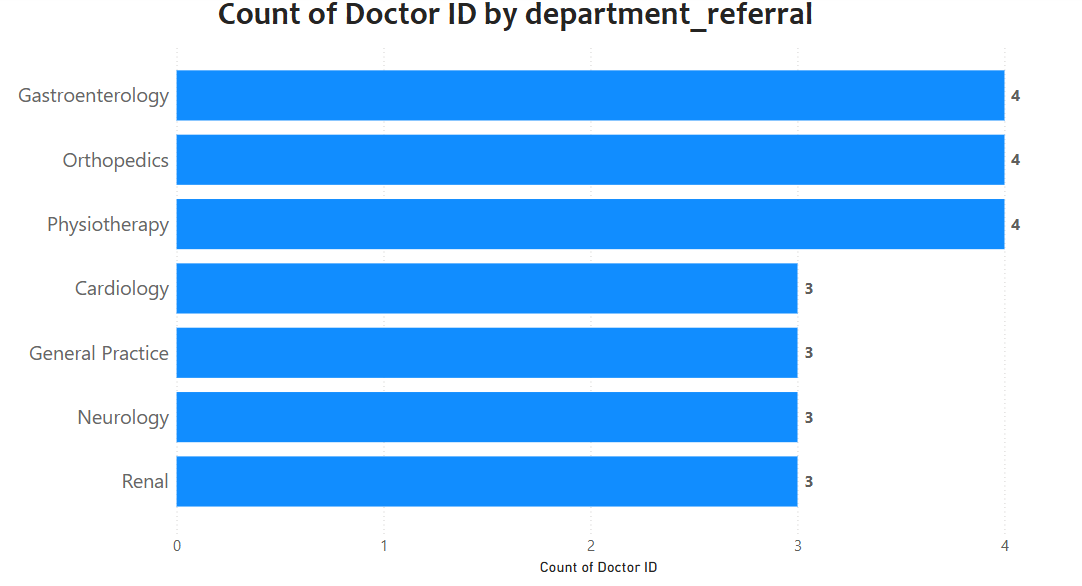 Count of Doctor ID by department_referral
Gastroenterology 4
Orthopedics 4
Physiotherapy 4
Cardiology 3
General Practice 3
Neurology 3
Renal 3
0 1 2 3 4
Count of Doctor ID